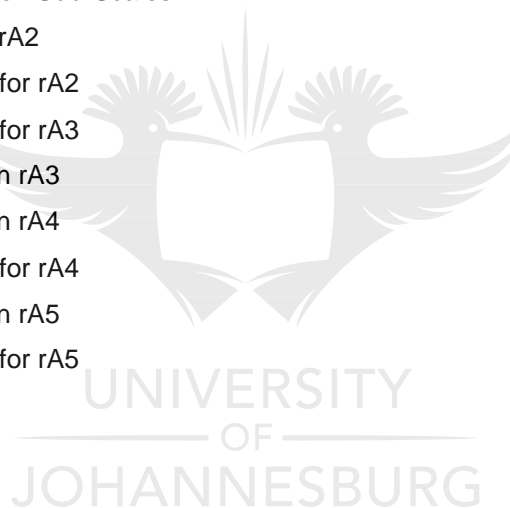 rA2
for rA2
for rA3
rA3
rA4
for rA4
rA5
for rA5
UNIVERSITY
OF
JOHANNESBURG